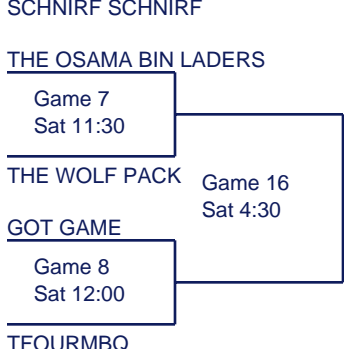 SCHNIRF SCHNIRF
THE OSAMA BIN LADERS
Game 7
Sat 11:30
THE WOLF PACK
Game 16
Sat 4:30
GOT GAME
Game 8
Sat 12:00
TFOURMBQ